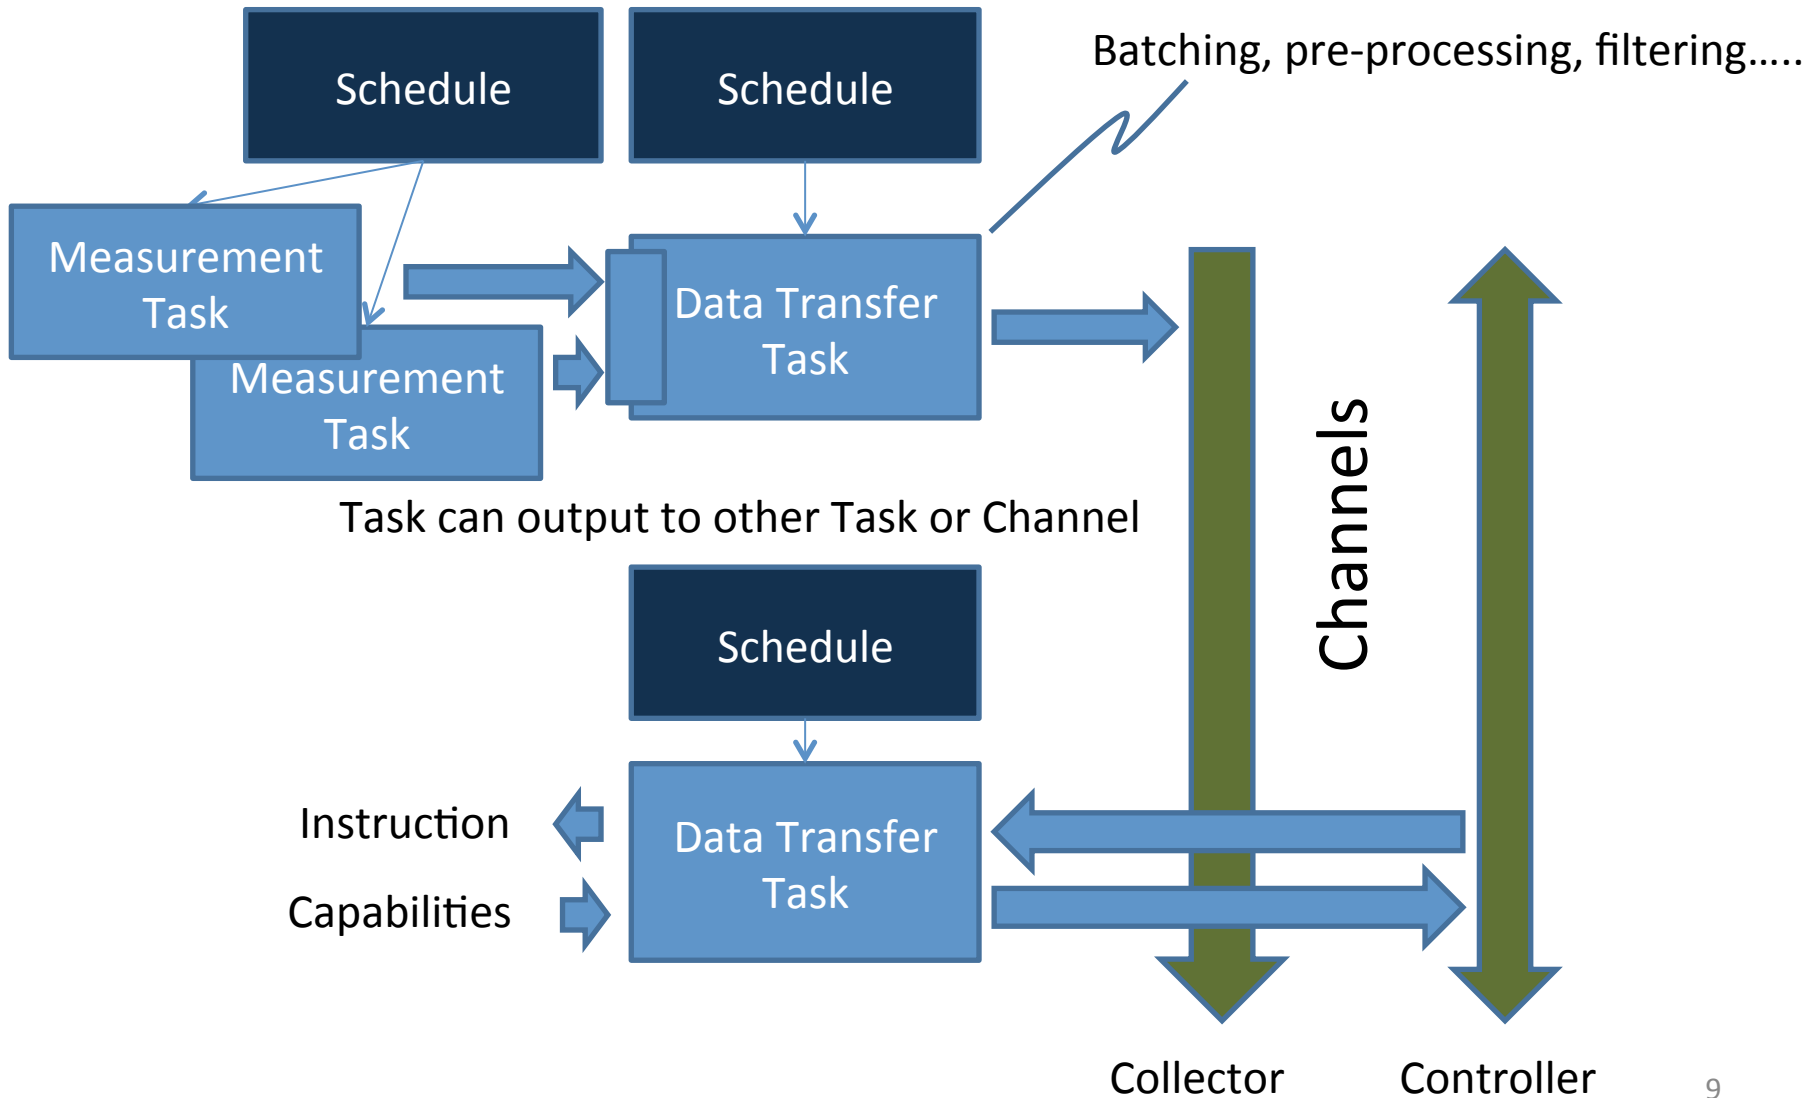 Schedule
Schedule
Batching, pre-processing, filtering.....
Measurement
Task
Measurement
Task
Data Transfer
Task
Channels
Task can output to other Task or Channel
Schedule
Data Transfer
Task
Instruction
Capabilities
Collector
Controller
9